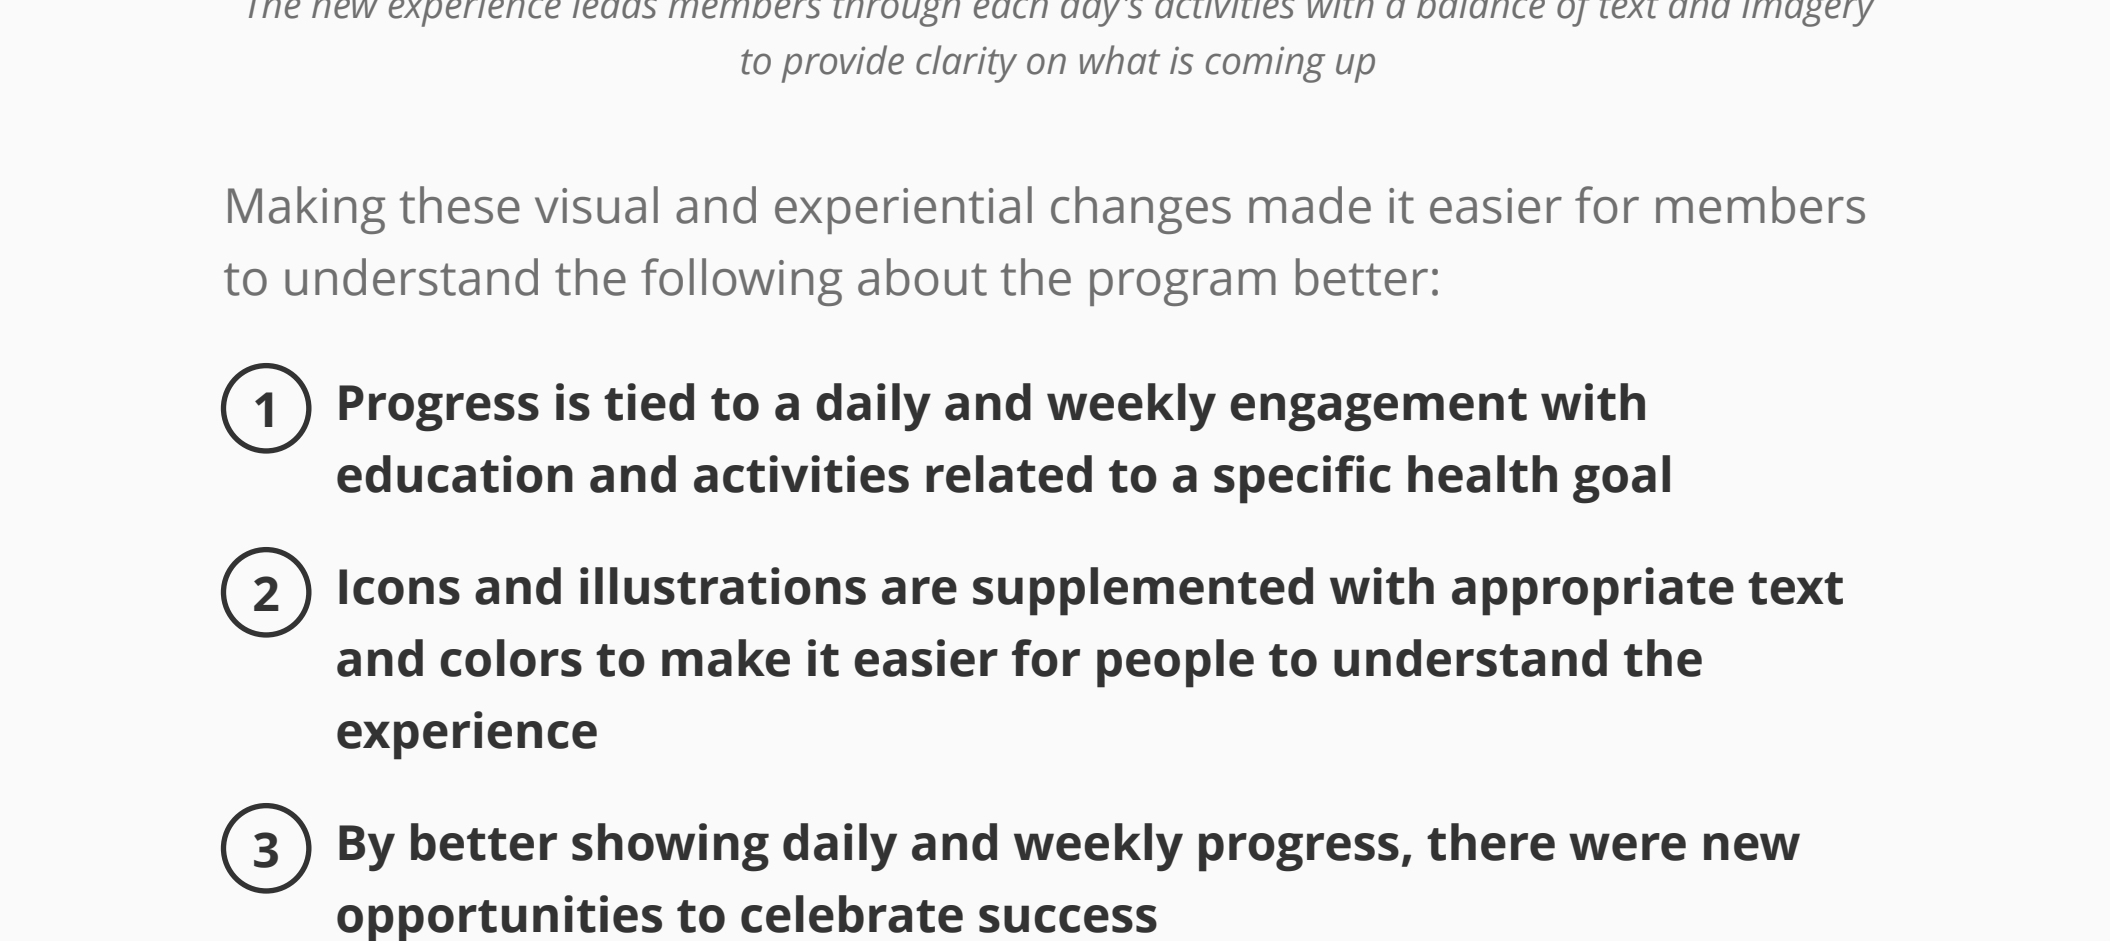 The new experience leads members through each day's activities with a balance of text and imagery
to provide clarity on what is coming up
Making these visual and experiential changes made it easier for members
to understand the following about the program better:
1 Progress is tied to a daily and weekly engagement with
education and activities related to a specific health goal
2 Icons and illustrations are supplemented with appropriate text
and colors to make it easier for people to understand the
experience
3 By better showing daily and weekly progress, there were new
opportunities to celebrate success